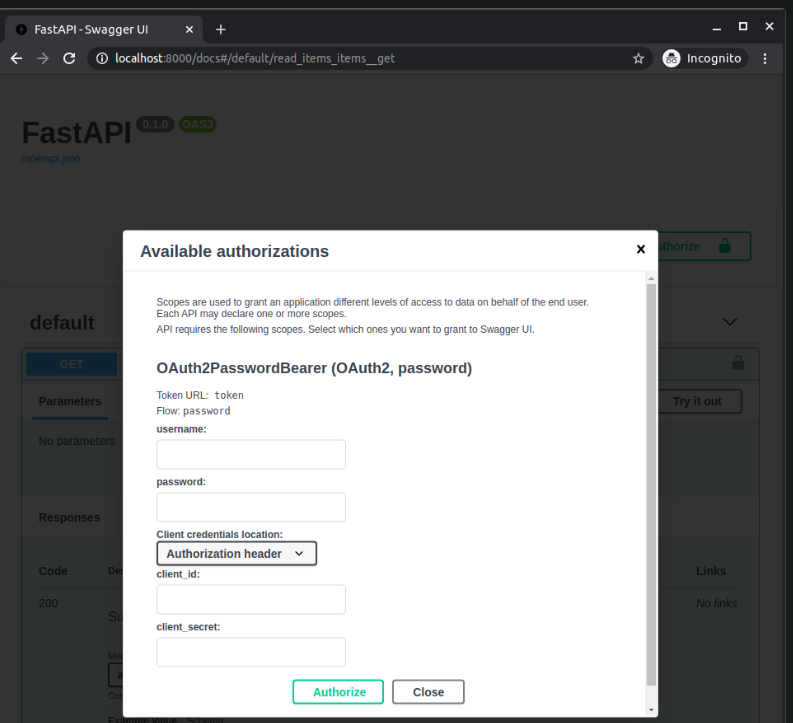 FastAPI - Swagger UI
localhost:8000/docs#/default/read_items_items__get
Incognito
FastAPI 0.1.0 OAS3
/openapi.json
Available authorizations
Scopes are used to grant an application different levels of access to data on behalf of the end user.
Each API may declare one or more scopes.
API requires the following scopes. Select which ones you want to grant to Swagger UI.
OAuth2PasswordBearer (OAuth2, password)
Token URL: token
Flow: password
username:
password:
Client credentials location:
Authorization header
client_id:
client_secret:
Authorize Close
thorize
default
GET
Parameters
Try it out
No parameters
Responses
Code
Links
200
No links
Example Value Schema